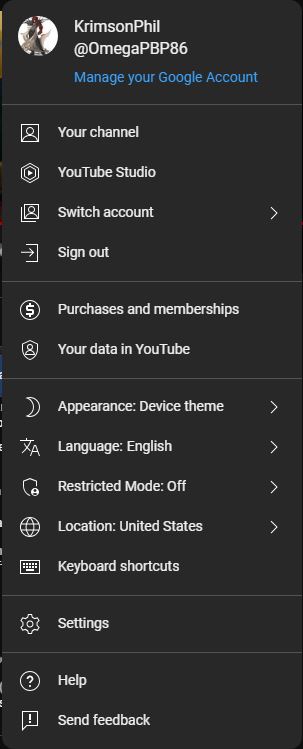 KrimsonPhil
@OmegaPBP86
Manage your Google Account
Your channel
YouTube Studio
Switch account
Sign out
Purchases and memberships
Your data in YouTube
Appearance: Device theme
Language: English
Restricted Mode: Off
Location: United States
Keyboard shortcuts
Settings
Help
Send feedback